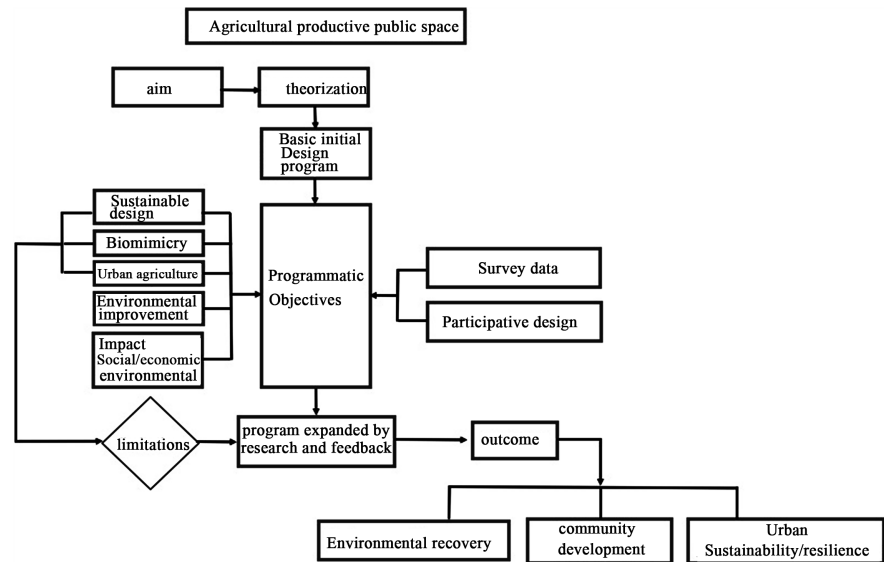 Agricultural productive public space
aim
theorization
Basic initial
Design
program
Sustainable
design
Biomimicry
Urban agriculture
Environmental
improvement
Impact
Social/economic
environmental
Programmatic
Objectives
Survey data
Participative design
limitations
program expanded by
research and feedback
outcome
Environmental recovery
community
development
Urban
Sustainability/resilience